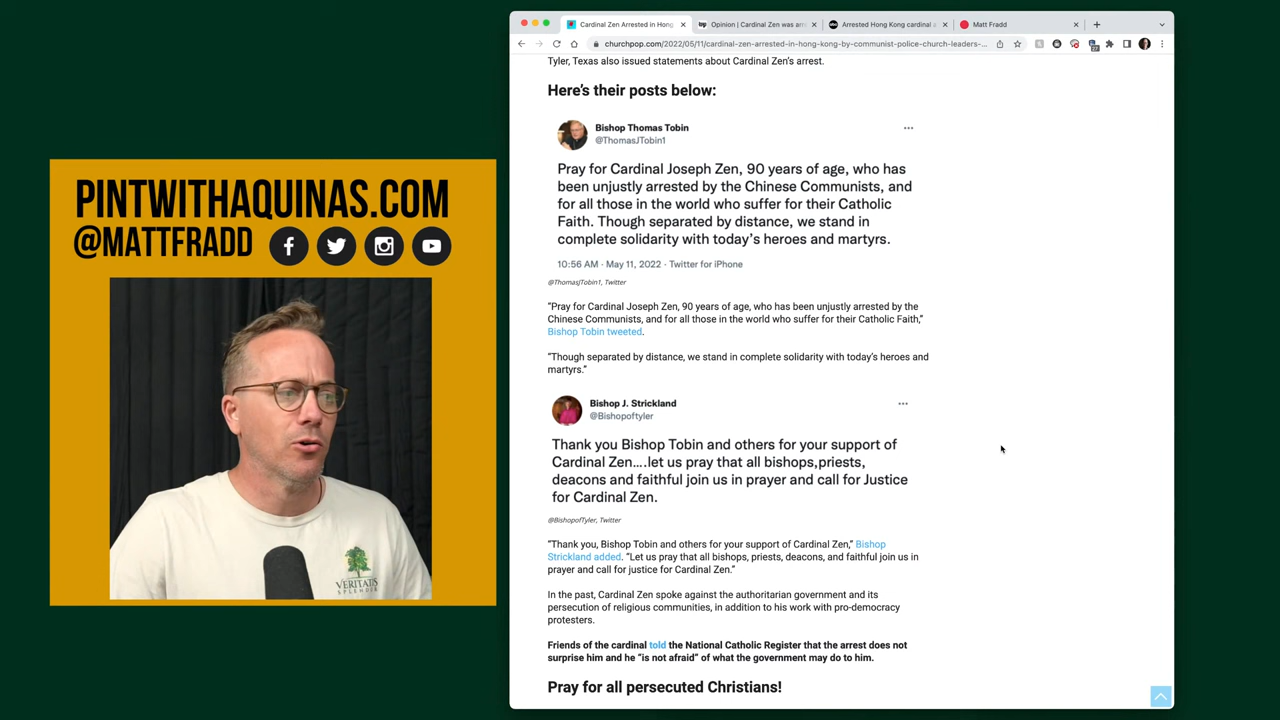 Cardinal Zen Arrested in Hong
Opinion | Cardinal Zen was arr
Arrested Hong Kong cardinal a
Matt Fradd
churchpop.com/2022/05/11/cardinal-zen-arrested-in-hong-kong-by-communist-police-church-leaders-...
Tyler, Texas also issued statements about Cardinal Zen's arrest.
Here's their posts below:
Bishop Thomas Tobin
@ThomasJTobin1
Pray for Cardinal Joseph Zen, 90 years of age, who has
been unjustly arrested by the Chinese Communists, and
for all those in the world who suffer for their Catholic
Faith. Though separated by distance, we stand in
complete solidarity with today's heroes and martyrs.
10:56 AM · May 11, 2022 · Twitter for iPhone
@ThomasJTobin1, Twitter
"Pray for Cardinal Joseph Zen, 90 years of age, who has been unjustly arrested by the
Chinese Communists, and for all those in the world who suffer for their Catholic Faith,"
Bishop Tobin tweeted.
"Though separated by distance, we stand in complete solidarity with today's heroes and
martyrs."
Bishop J. Strickland
@Bishopoftyler
Thank you Bishop Tobin and others for your support of
Cardinal Zen....let us pray that all bishops,priests,
deacons and faithful join us in prayer and call for Justice
for Cardinal Zen.
@BishopofTyler, Twitter
"Thank you, Bishop Tobin and others for your support of Cardinal Zen," Bishop
Strickland added. "Let us pray that all bishops, priests, deacons, and faithful join us in
prayer and call for justice for Cardinal Zen."
In the past, Cardinal Zen spoke against the authoritarian government and its
persecution of religious communities, in addition to his work with pro-democracy
protesters.
Friends of the cardinal told the National Catholic Register that the arrest does not
surprise him and he "is not afraid" of what the government may do to him.
Pray for all persecuted Christians!
PINTWITHAQUINAS.COM
@MATTFRADD
VERITATIS
SPLENDOR